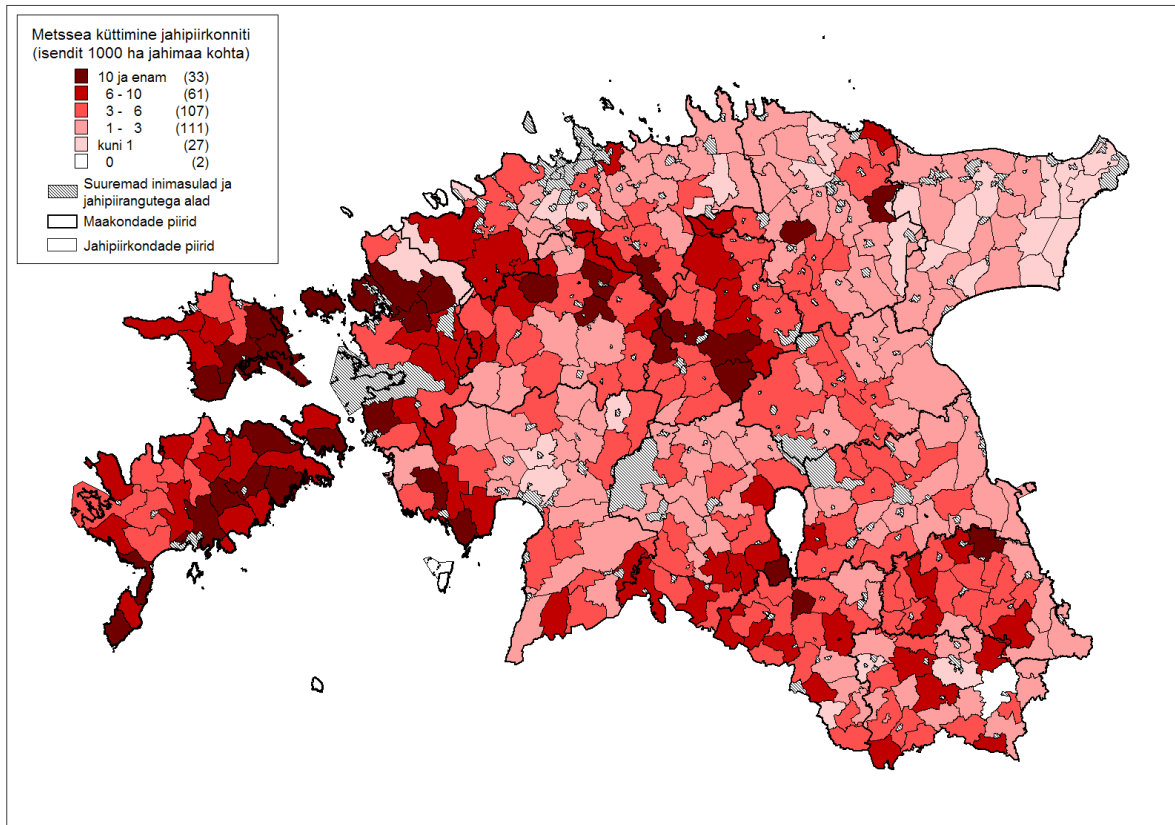 Metssea küttimine jahipiirkonniti
(isendit 1000 ha jahimaa kohta)
10 ja enam (33)
6 - 10 (61)
3 - 6 (107)
1 - 3 (111)
kuni 1 (27)
0 (2)
Suuremad inimasulad ja
jahipiirangutega alad
Maakondade piirid
Jahipiirkondade piirid